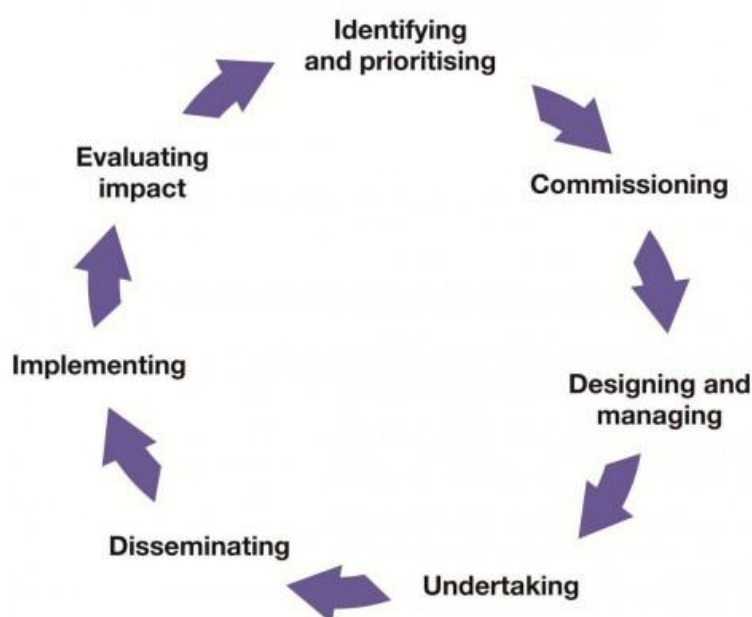 Identifying
and prioritising
Commissioning
Designing and
managing
Undertaking
Disseminating
Implementing
Evaluating
impact